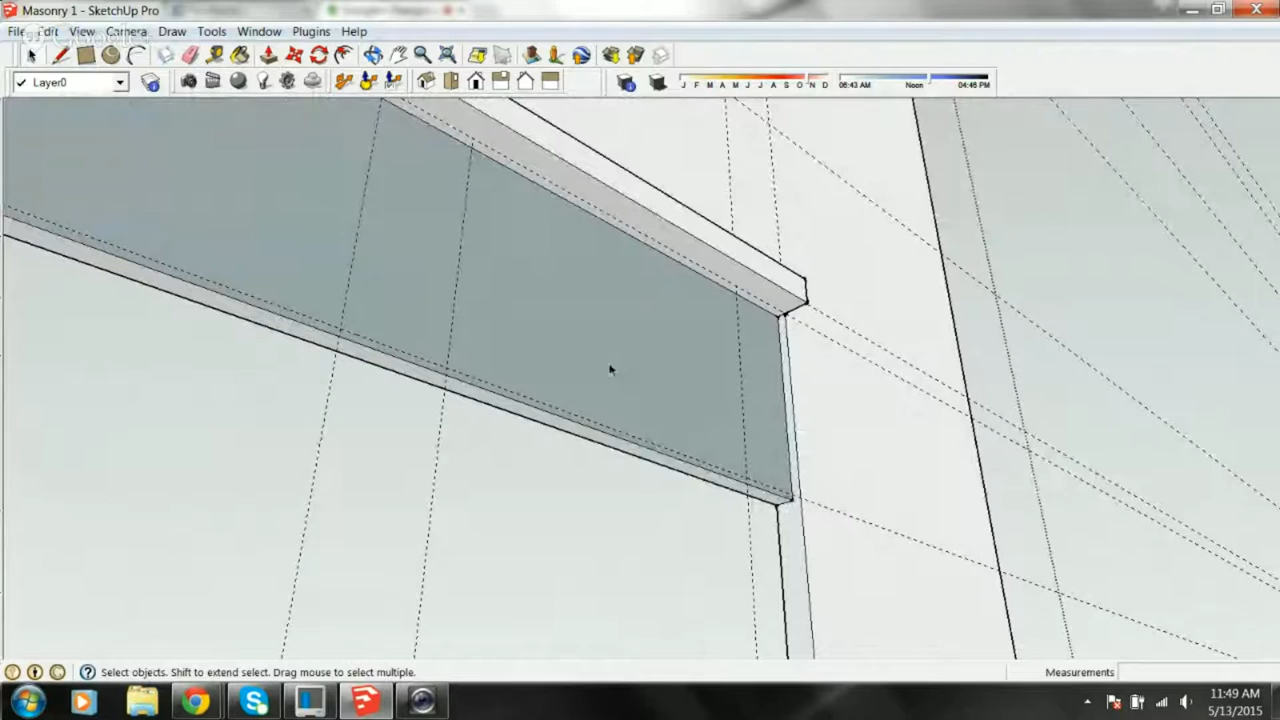 Masonry 1 - SketchUp Pro
File Edit View Camera Draw Tools Window Plugins Help
Layer0
J F M A M J J A S O N D
06:43 AM Noon 04:46 PM
Select objects. Shift to extend select. Drag mouse to select multiple.
Measurements
11:49 AM
5/13/2015